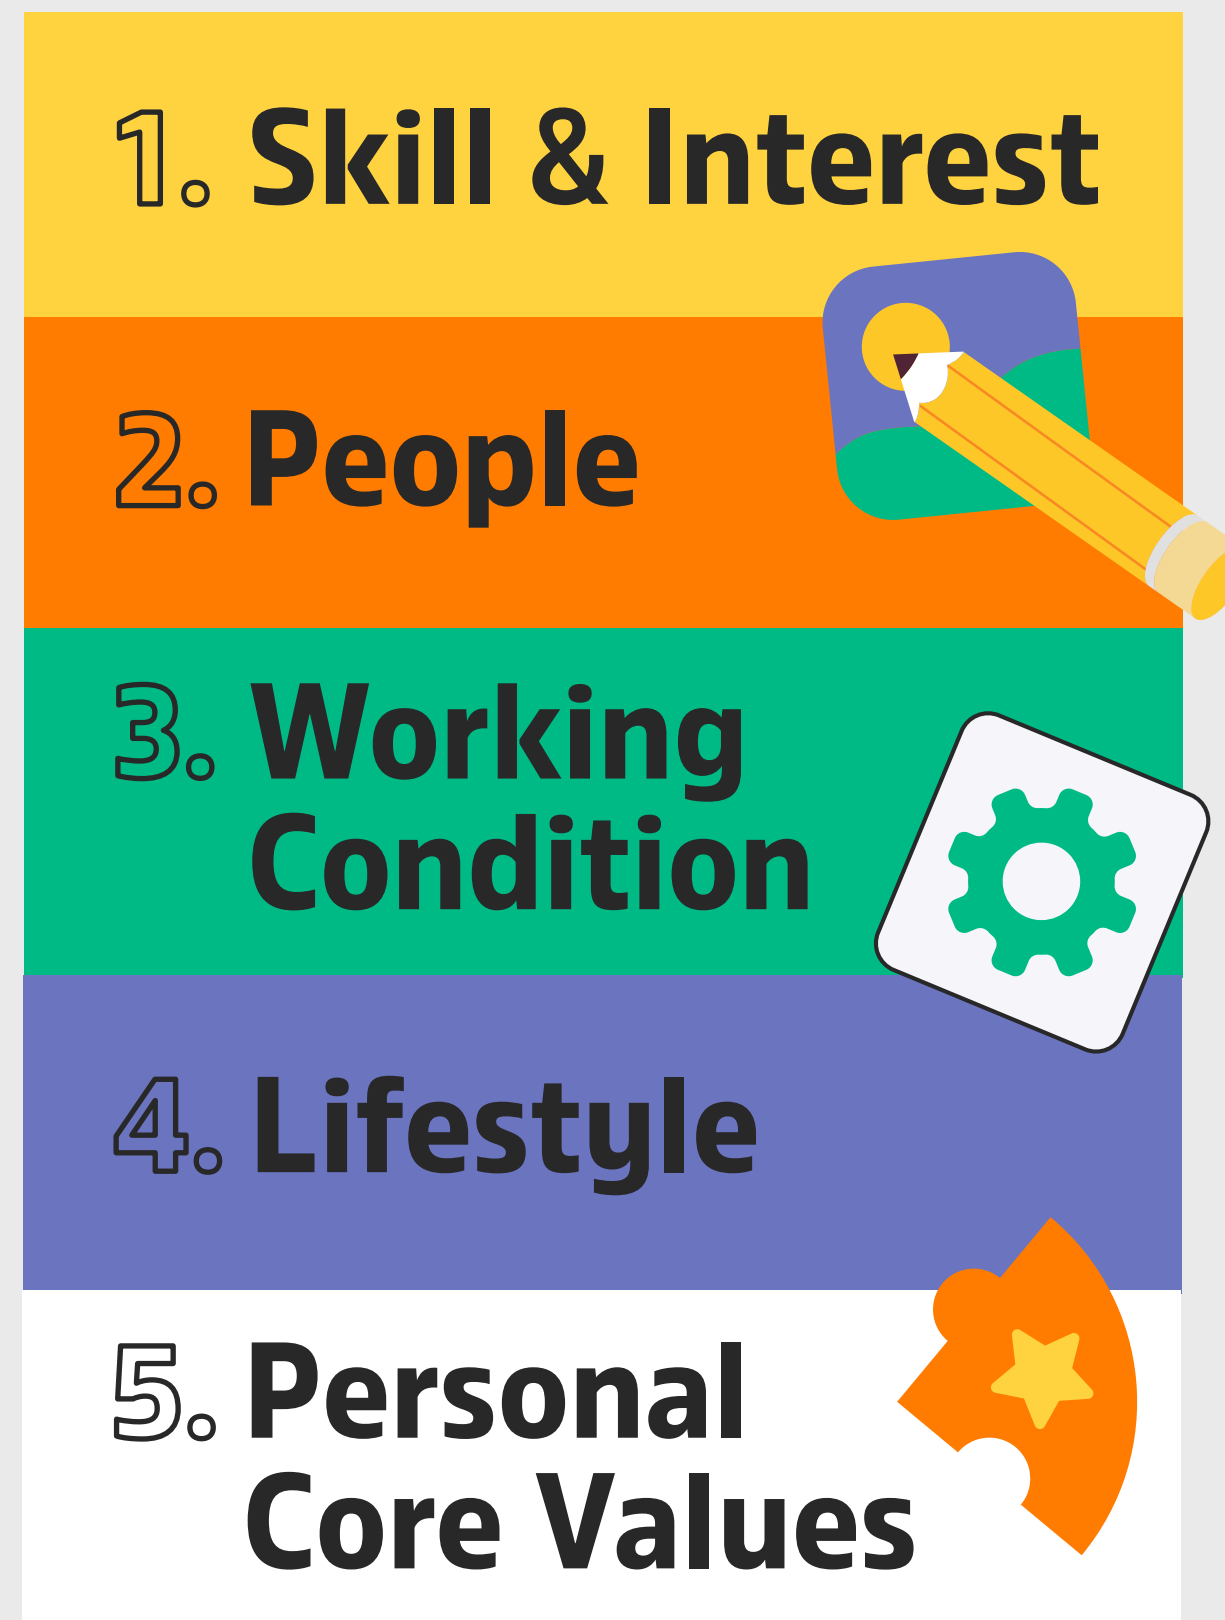 1. Skill & Interest
2. People
3. Working
Condition
4. Lifestyle
5. Personal
Core Values